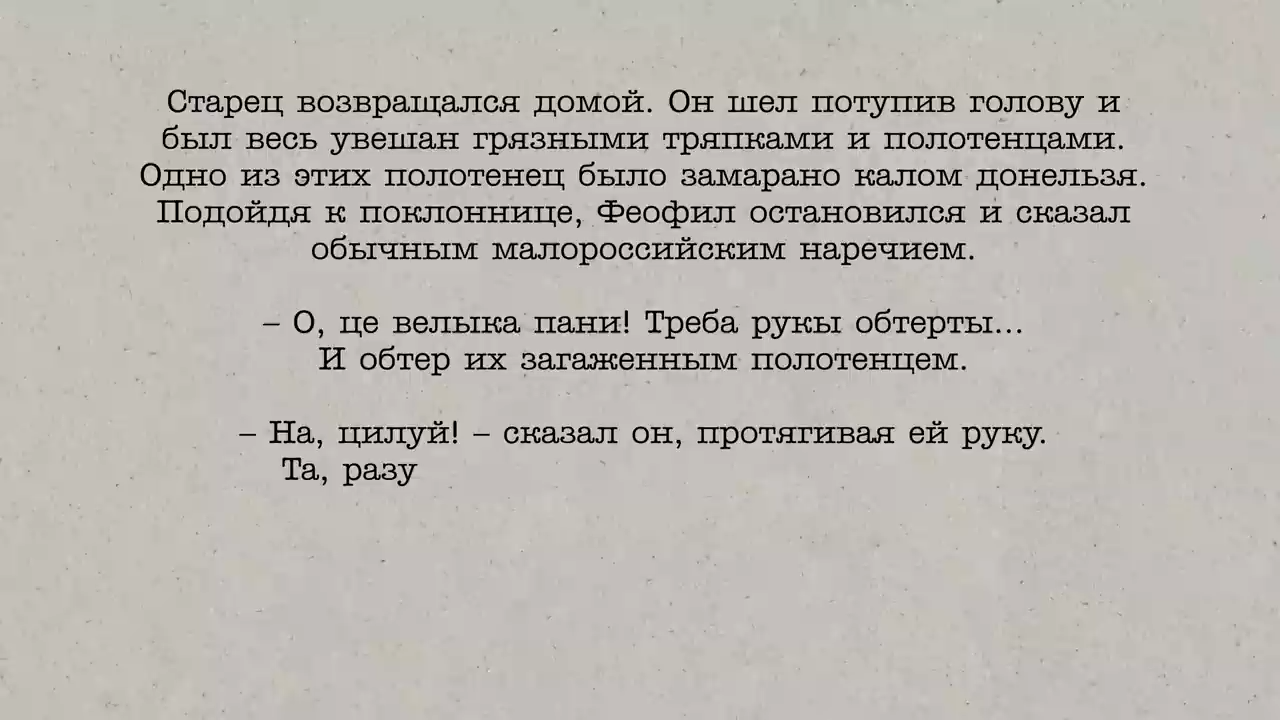 Старец возвращался домой. Он шел потупив голову и
был весь увешан грязными тряпками и полотенцами.
Одно из этих полотенец было замарано калом донельзя.
Подойдя к поклоннице, Феофил остановился и сказал
обычным малороссийским наречием.
– О, це велыка пани! Треба рукы обтерты...
И обтер их загаженным полотенцем.
– На, цилуй! – сказал он, протягивая ей руку.
Та, разу